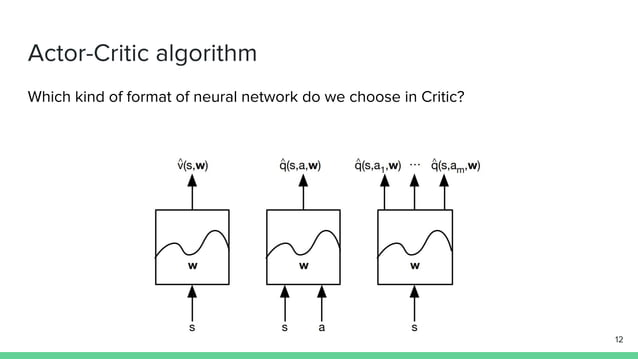 Actor-Critic algorithm
Which kind of format of neural network do we choose in Critic?
v̂(s,w) q̂(s,a,w) q̂(s,a₁,w) ⋯ q̂(s,aₘ,w)
w w w
s s a s
12